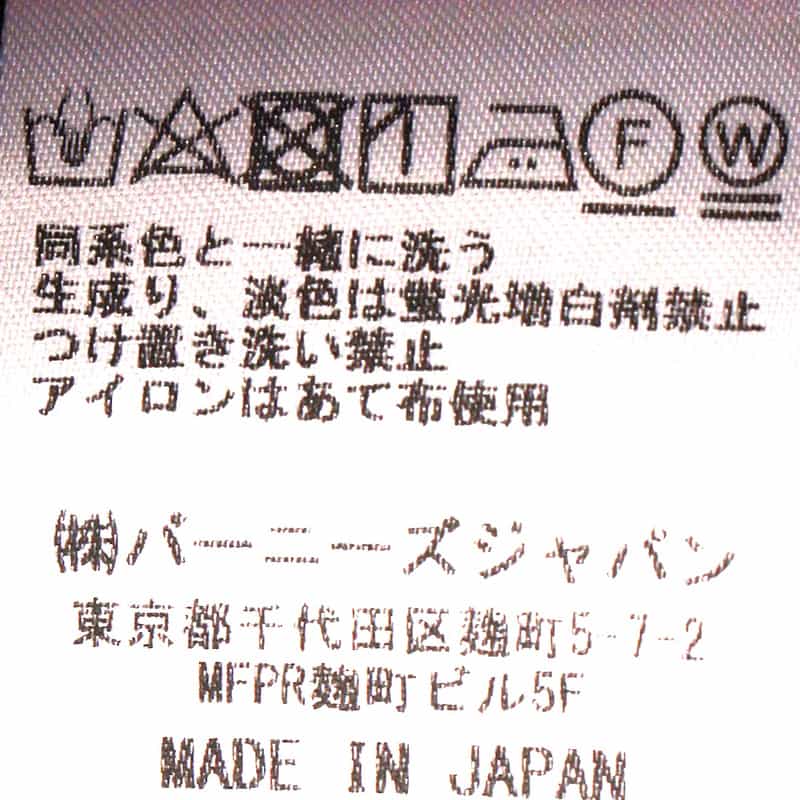 F W
同系色と一緒に洗う
生成り、淡色は蛍光増白剤禁止
つけ置き洗い禁止
アイロンはあて布使用
㈱バーニーズジャパン
東京都千代田区麹町5-7-2
MFPR麹町ビル5F
MADE IN JAPAN